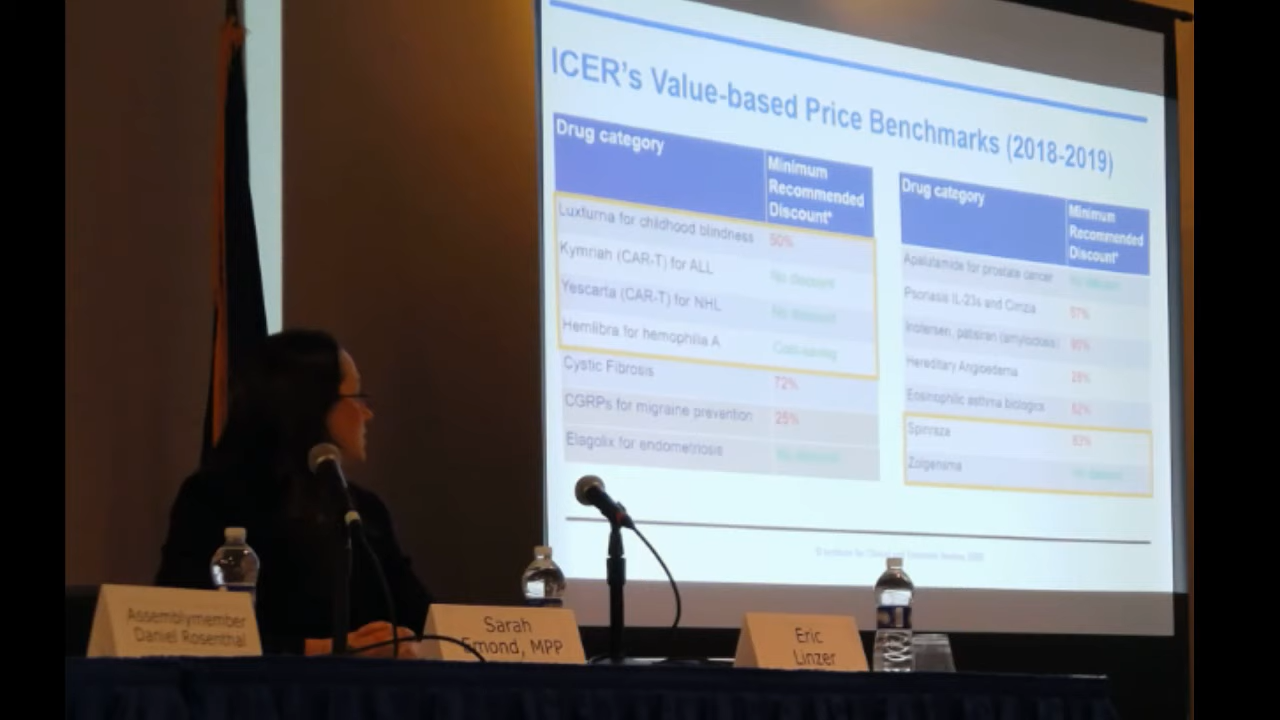 ICER's Value-based Price Benchmarks (2018-2019)
Drug category
Minimum
Recommended
Discount*
Luxturna for childhood blindness 50%
Kymriah (CAR-T) for ALL No discount
Yescarta (CAR-T) for NHL No discount
Hemlibra for hemophilia A Cost-saving
Cystic Fibrosis 72%
CGRPs for migraine prevention 25%
Elagolix for endometriosis No discount
Drug category
Minimum
Recommended
Discount*
Apalutamide for prostate cancer No discount
Psoriasis IL-23s and Cimzia 57%
Inotersen, patisiran (amyloidosis)
Hereditary Angioedema 28%
Eosinophilic asthma biologics 62%
Spinraza 83%
Zolgensma No discount
Assemblymember
Daniel Rosenthal
Sarah
Emond, MPP
Eric
Linzer